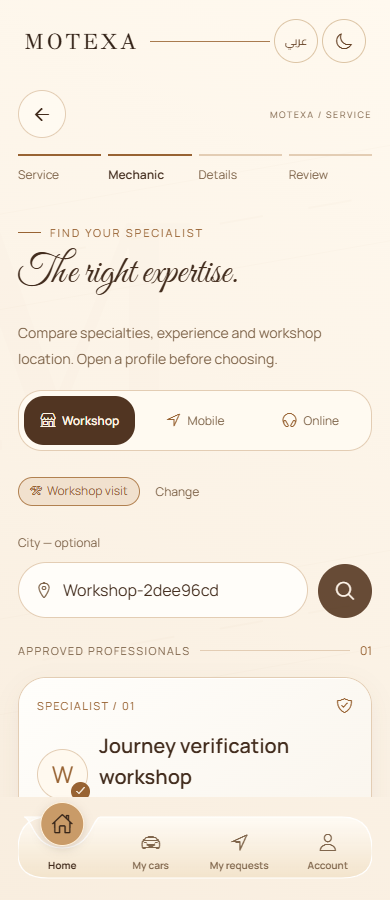 MOTEXA
عربي
MOTEXA / SERVICE
Service
Mechanic
Details
Review
FIND YOUR SPECIALIST
The right expertise.
Compare specialties, experience and workshop
location. Open a profile before choosing.
Workshop
Mobile
Online
Workshop visit
Change
City — optional
Workshop-2dee96cd
APPROVED PROFESSIONALS
01
SPECIALIST / 01
W
Journey verification
workshop
Home
My cars
My requests
Account